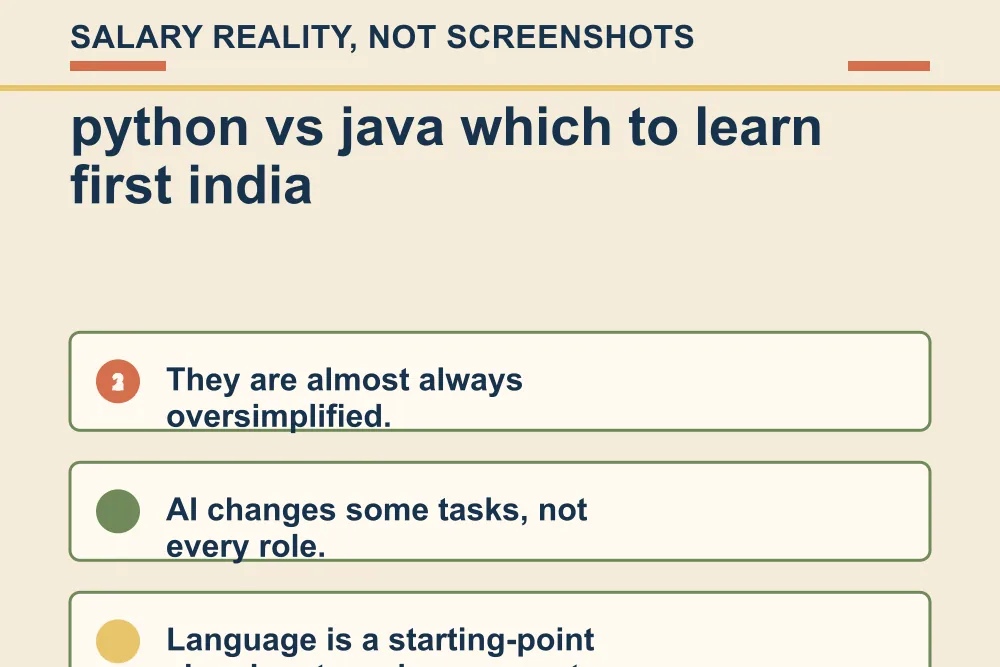 SALARY REALITY, NOT SCREENSHOTS
python vs java which to learn
first india
They are almost always
oversimplified.
AI changes some tasks, not
every role.
Language is a starting-point